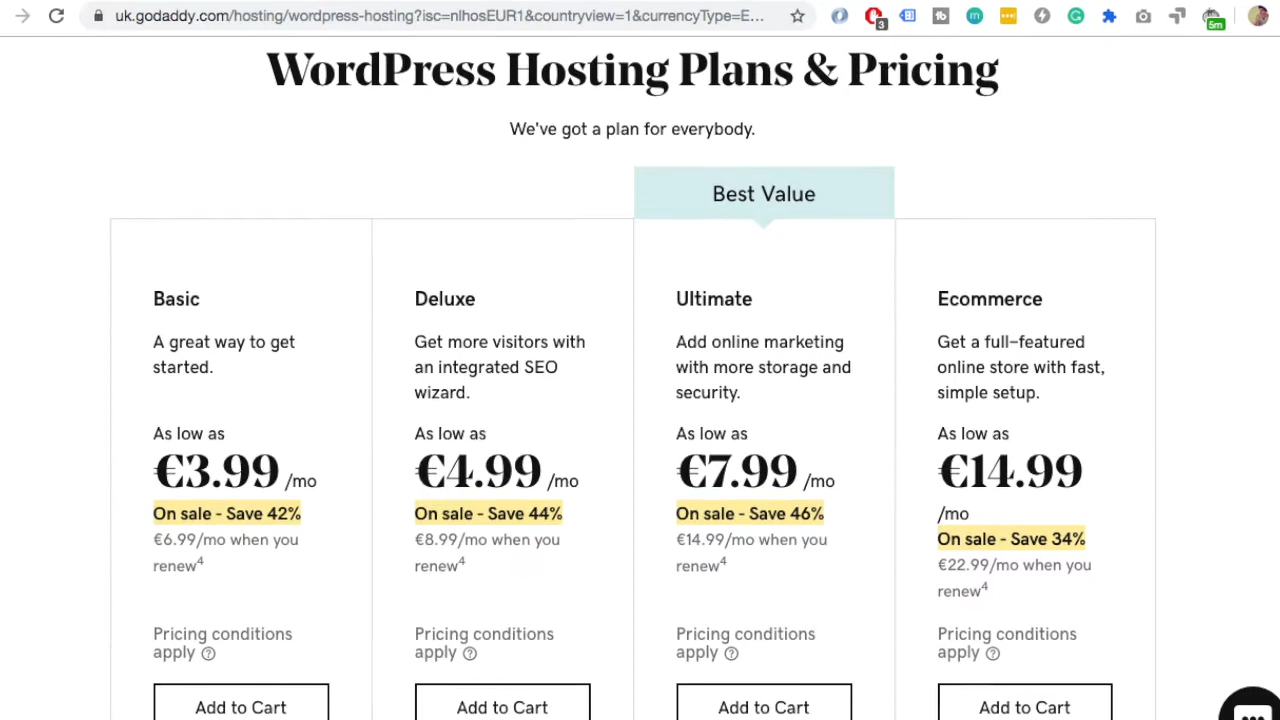 uk.godaddy.com/hosting/wordpress-hosting?isc=nlhosEUR1&countryview=1&currencyType=E...
3
5m
WordPress Hosting Plans & Pricing
We've got a plan for everybody.
Best Value
Basic
A great way to get
started.
As low as
€3.99 /mo
On sale - Save 42%
€6.99/mo when you
renew4
Pricing conditions
apply ?
Add to Cart
Deluxe
Get more visitors with
an integrated SEO
wizard.
As low as
€4.99 /mo
On sale - Save 44%
€8.99/mo when you
renew4
Pricing conditions
apply ?
Add to Cart
Ultimate
Add online marketing
with more storage and
security.
As low as
€7.99 /mo
On sale - Save 46%
€14.99/mo when you
renew4
Pricing conditions
apply ?
Add to Cart
Ecommerce
Get a full-featured
online store with fast,
simple setup.
As low as
€14.99
/mo
On sale - Save 34%
€22.99/mo when you
renew4
Pricing conditions
apply ?
Add to Cart